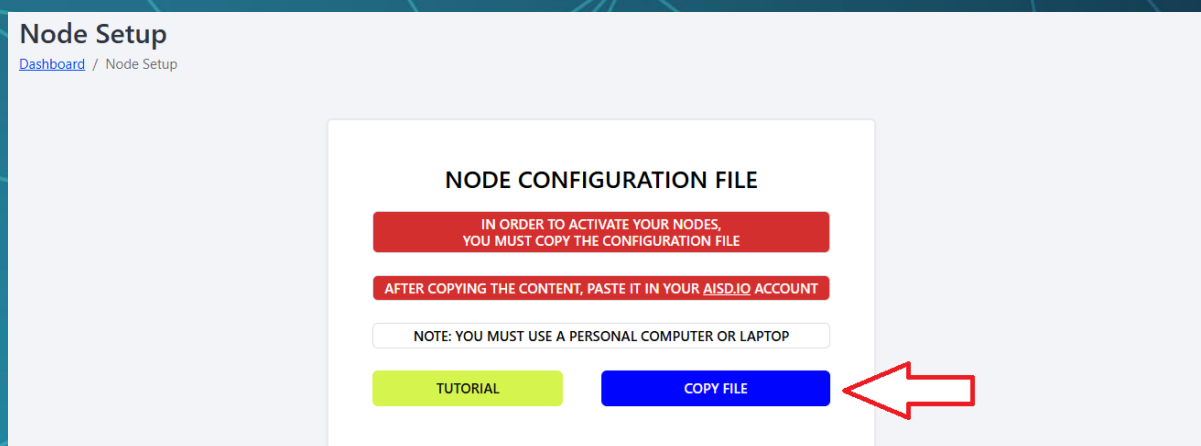 Node Setup
Dashboard / Node Setup
NODE CONFIGURATION FILE
IN ORDER TO ACTIVATE YOUR NODES,
YOU MUST COPY THE CONFIGURATION FILE
AFTER COPYING THE CONTENT, PASTE IT IN YOUR AISD.IO ACCOUNT
NOTE: YOU MUST USE A PERSONAL COMPUTER OR LAPTOP
TUTORIAL
COPY FILE